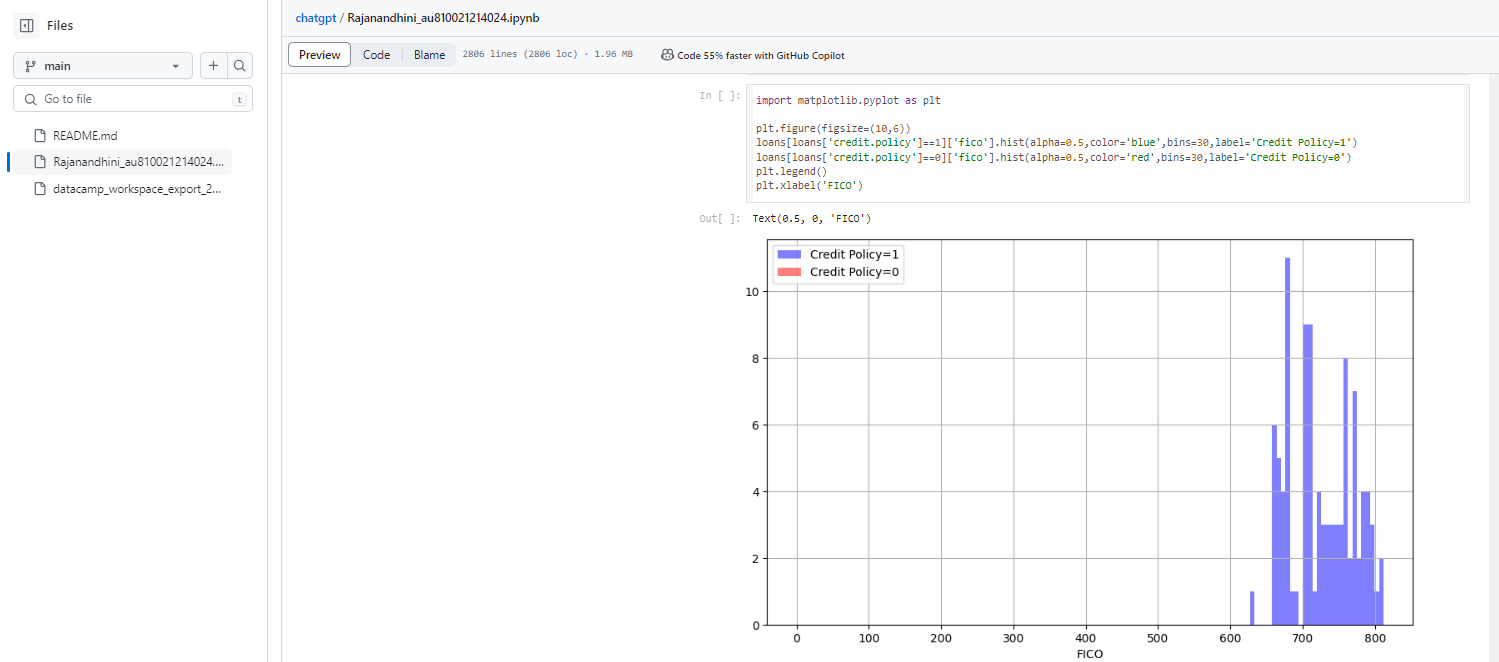 Files
main
Go to file
t
README.md
Rajanandhini_au810021214024....
datacamp_workspace_export_2...
chatgpt / Rajanandhini_au810021214024.ipynb
Preview Code Blame 2806 lines (2806 loc) · 1.96 MB Code 55% faster with GitHub Copilot
In [ ]:
import matplotlib.pyplot as plt
plt.figure(figsize=(10,6))
loans[loans['credit.policy']==1]['fico'].hist(alpha=0.5,color='blue',bins=30,label='Credit Policy=1')
loans[loans['credit.policy']==0]['fico'].hist(alpha=0.5,color='red',bins=30,label='Credit Policy=0')
plt.legend()
plt.xlabel('FICO')
Out[ ]: Text(0.5, 0, 'FICO')
Credit Policy=1
Credit Policy=0
10
8
6
4
2
0
0 100 200 300 400 500 600 700 800
FICO